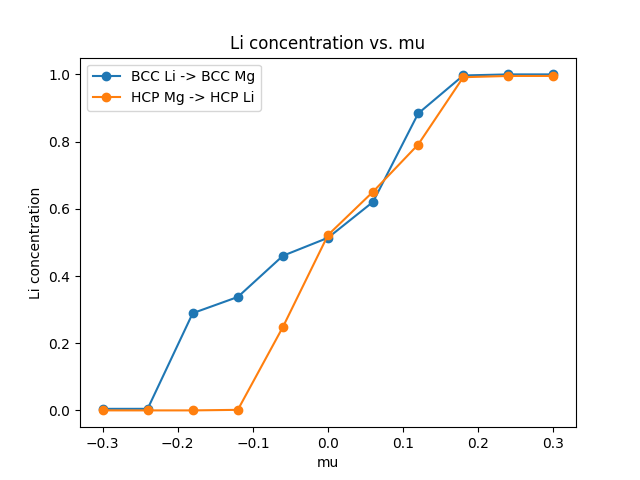 Li concentration vs. mu
BCC Li -> BCC Mg
HCP Mg -> HCP Li
1.0
0.8
0.6
0.4
0.2
0.0
Li concentration
−0.3 −0.2 −0.1 0.0 0.1 0.2 0.3
mu